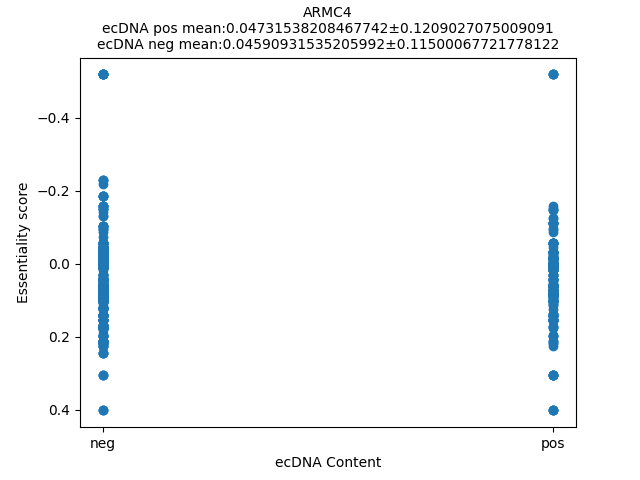 ARMC4
ecDNA pos mean:0.04731538208467742±0.1209027075009091
ecDNA neg mean:0.04590931535205992±0.11500067721778122
−0.4
−0.2
0.0
0.2
0.4
Essentiality score
neg
pos
ecDNA Content